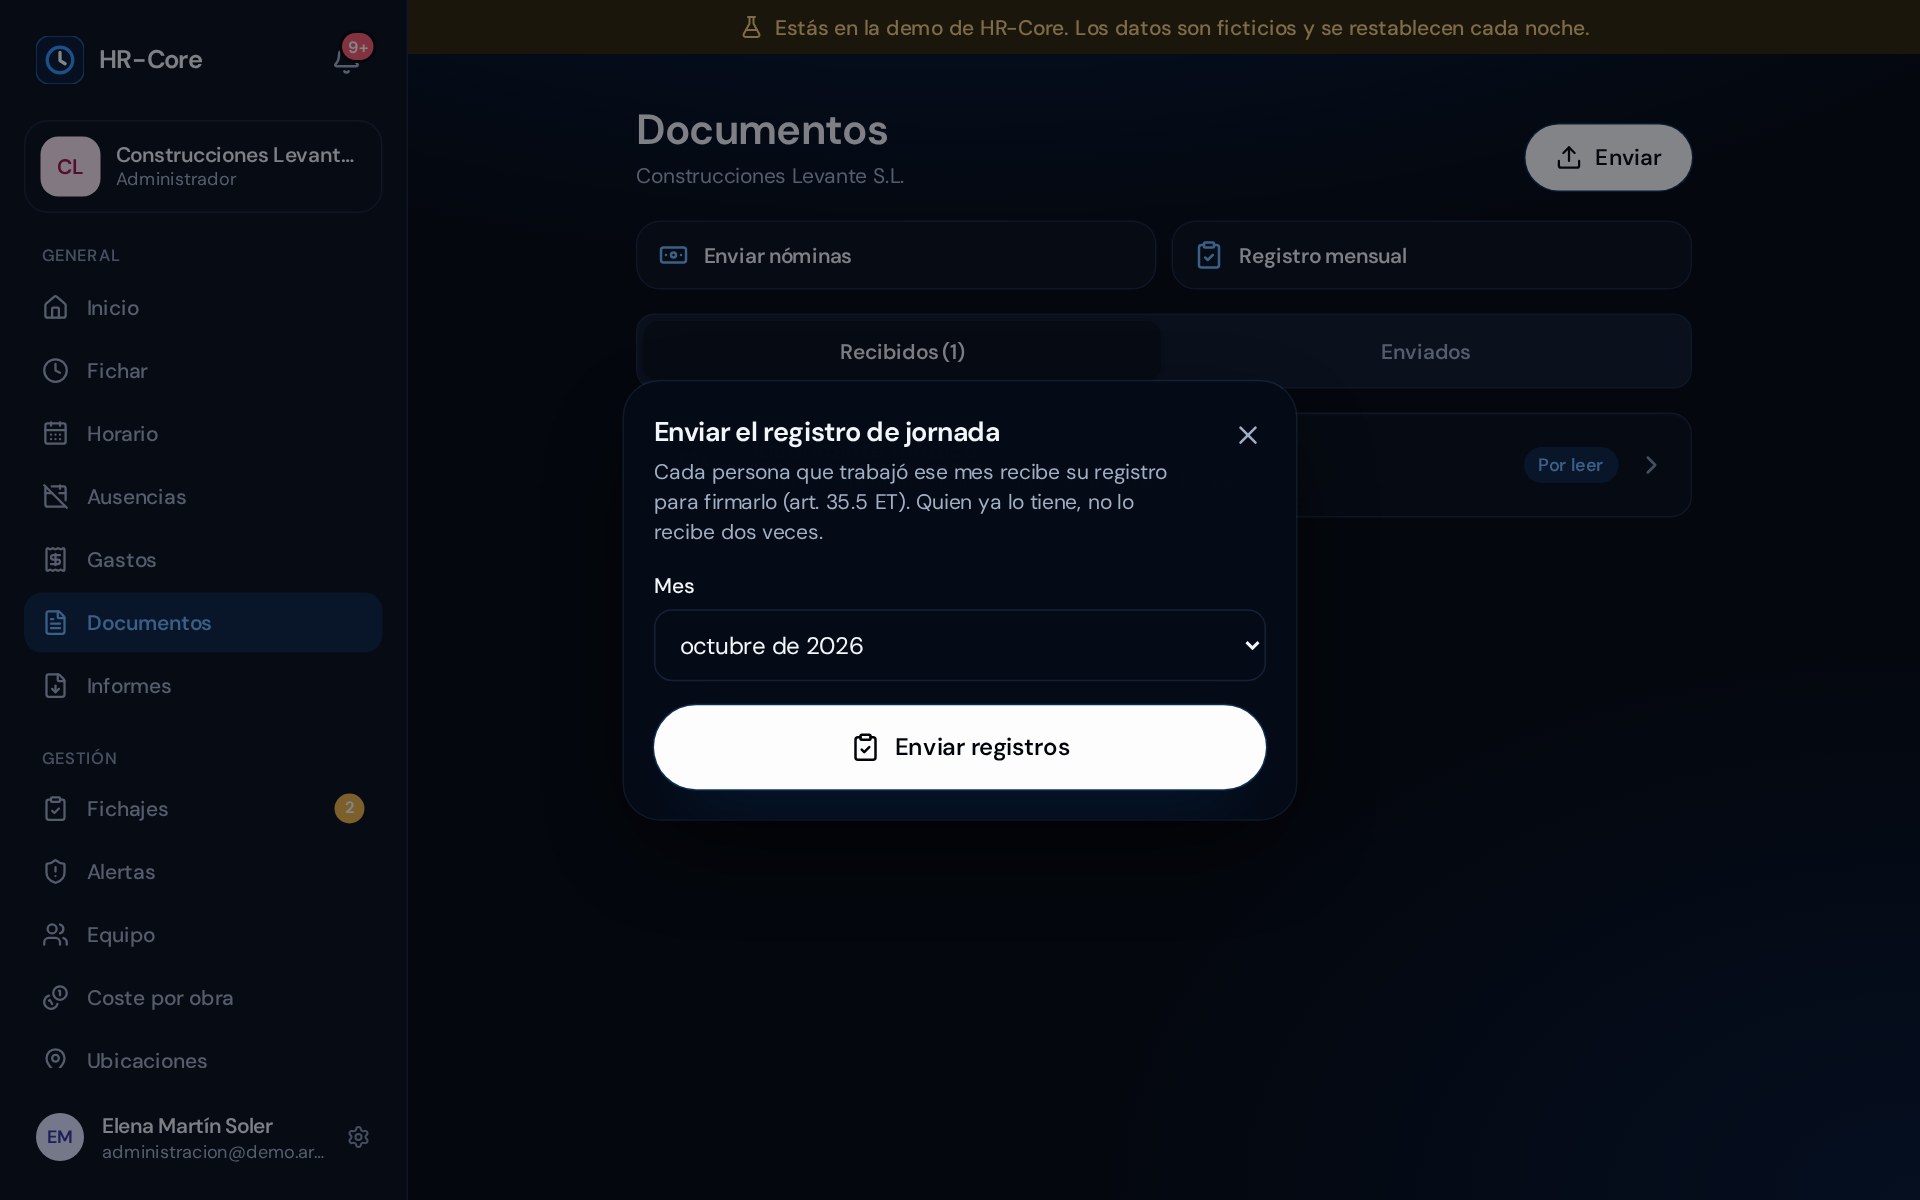 HR-Core
9+
CL
Construcciones Levant...
Administrador
GENERAL
Inicio
Fichar
Horario
Ausencias
Gastos
Documentos
Informes
GESTIÓN
Fichajes
2
Alertas
Equipo
Coste por obra
Ubicaciones
EM
Elena Martín Soler
administracion@demo.ar...
Estás en la demo de HR-Core. Los datos son ficticios y se restablecen cada noche.
Documentos
Construcciones Levante S.L.
Enviar
Enviar nóminas
Registro mensual
Recibidos (1)
Enviados
Por leer
Enviar el registro de jornada
Cada persona que trabajó ese mes recibe su registro
para firmarlo (art. 35.5 ET). Quien ya lo tiene, no lo
recibe dos veces.
Mes
octubre de 2026
Enviar registros